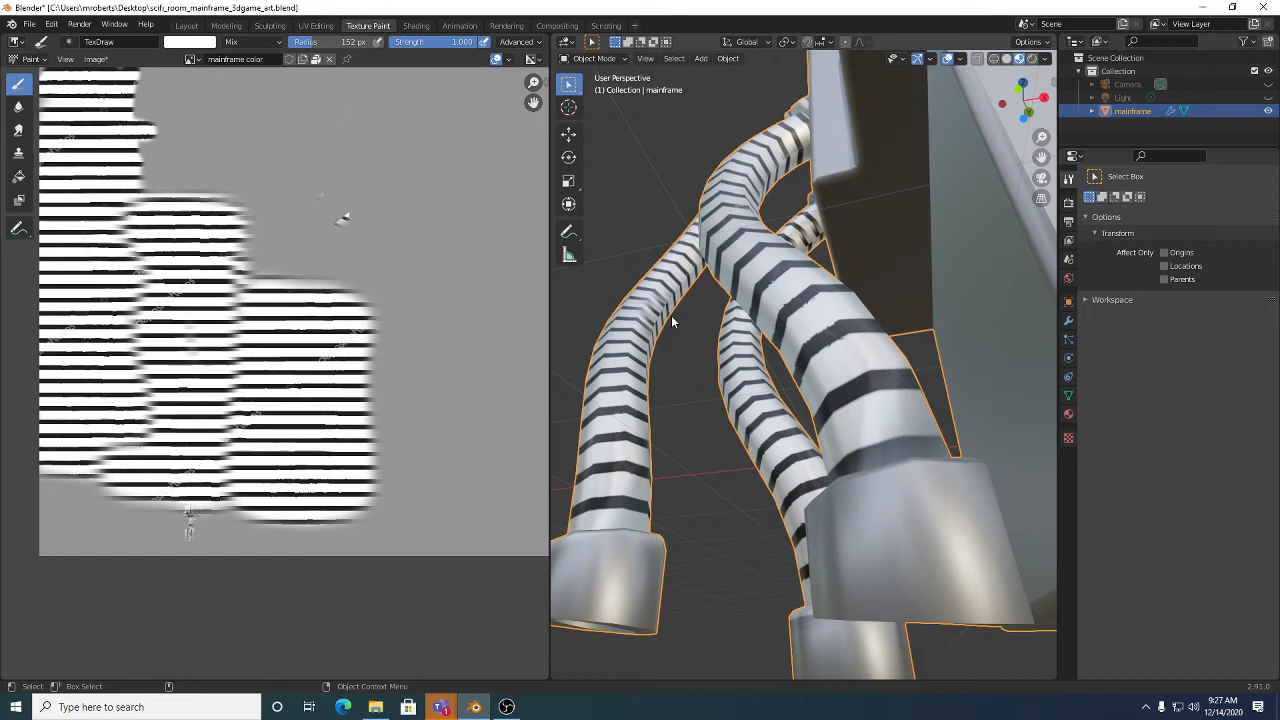 Blender* [C:\Users\mroberts\Desktop\scifi_room_mainframe_3dgame_art.blend]
File Edit Render Window Help Layout Modeling Sculpting UV Editing Texture Paint Shading Animation Rendering Compositing Scripting + Scene View Layer
TexDraw Mix Radius 152 px Strength 1.000 Advanced Global Options
Paint View Image* mainframe color Object Mode View Select Add Object
User Perspective
(1) Collection | mainframe
Scene Collection
Collection
Camera
Light
mainframe
Select Box
Options
Transform
Affect Only Origins
Locations
Parents
Workspace
X
Y
Z
Select Box Select Object Context Menu 2.91.0
Type here to search
9:27 AM
12/14/2020